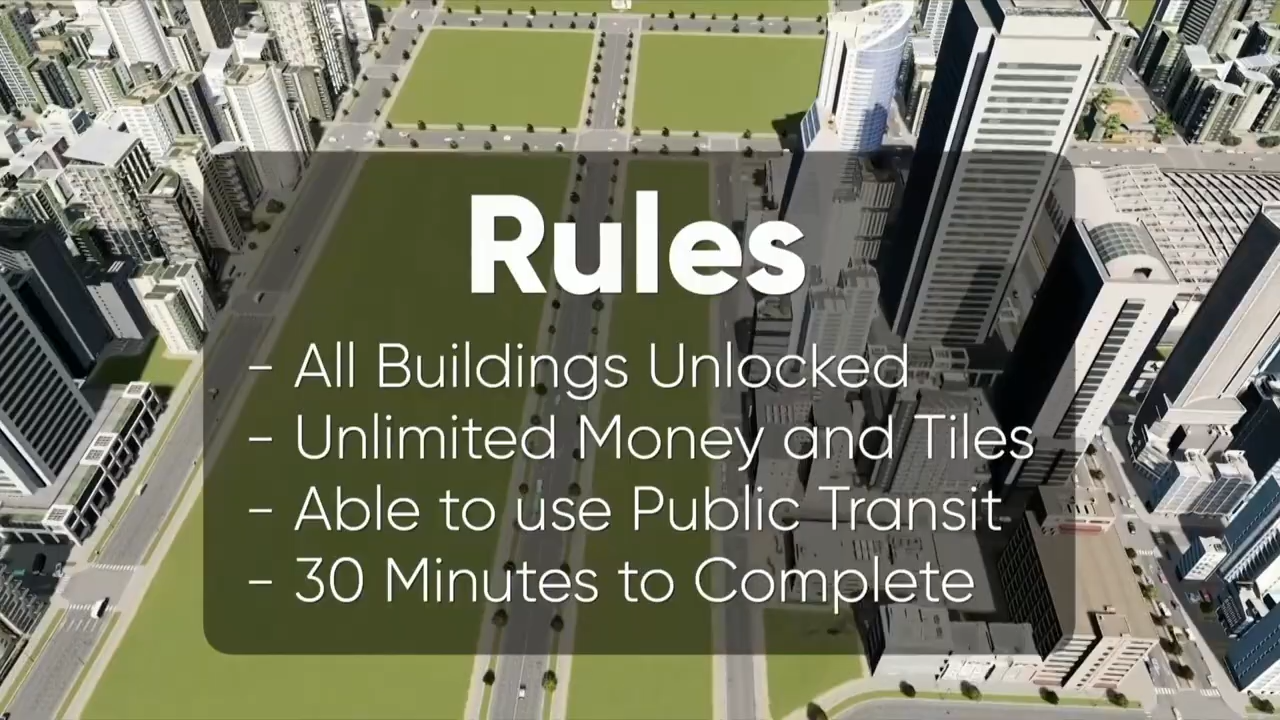 Rules
- All Buildings Unlocked
- Unlimited Money and Tiles
- Able to use Public Transit
- 30 Minutes to Complete